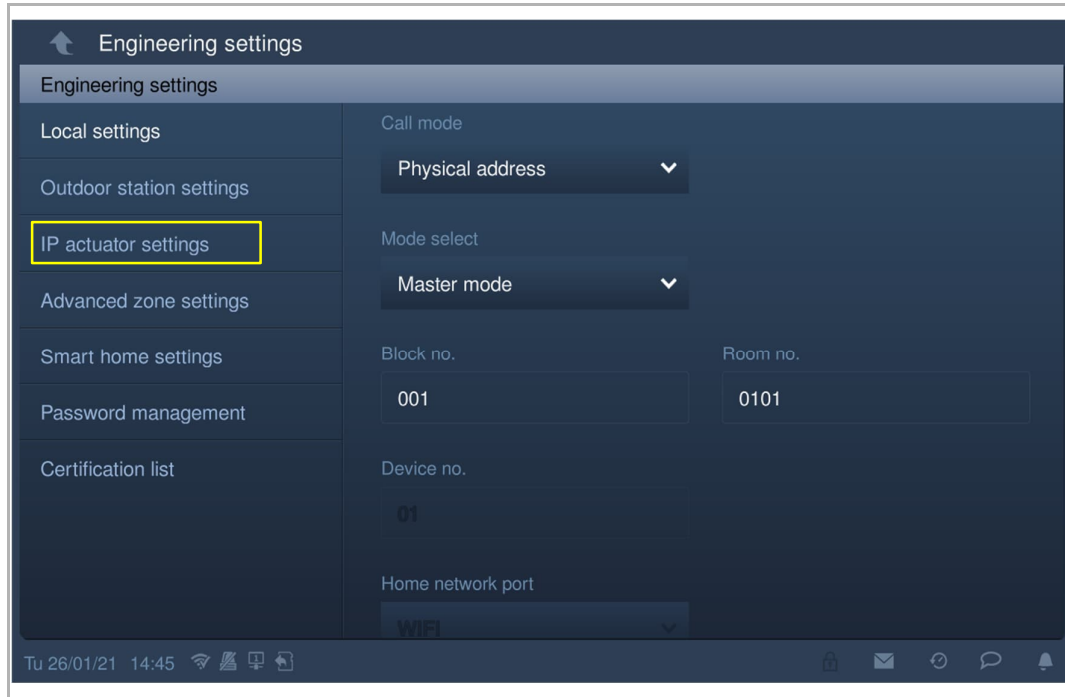 Engineering settings
Engineering settings
Local settings
Outdoor station settings
IP actuator settings
Advanced zone settings
Smart home settings
Password management
Certification list
Call mode
Physical address
Mode select
Master mode
Block no.
Room no.
001
0101
Device no.
01
Home network port
WIFI
Tu 26/01/21 14:45